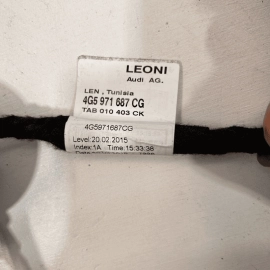 LEONI
Audi AG.
LEN , Tunisia
4G5 971 687 CG
TAB 010 403 CK
4G5971687CG
Level:20.02.2015
Index:1A Time:15:33:38